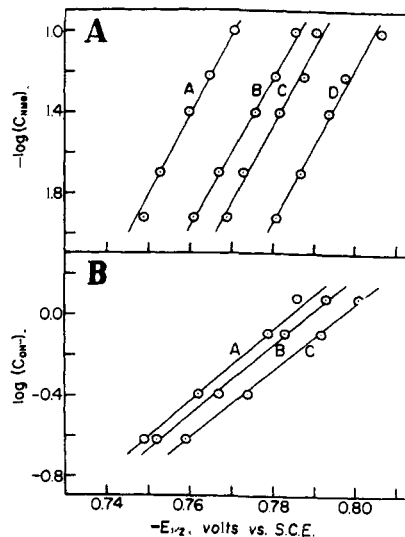 A
-log(C_HMB).
1.0
1.4
1.8
A
B
C
D
B
log (C_OH-).
0.0
-0.4
-0.8
A
B
C
0.74
0.76
0.78
0.80
-E1/2, volts vs. S.C.E.